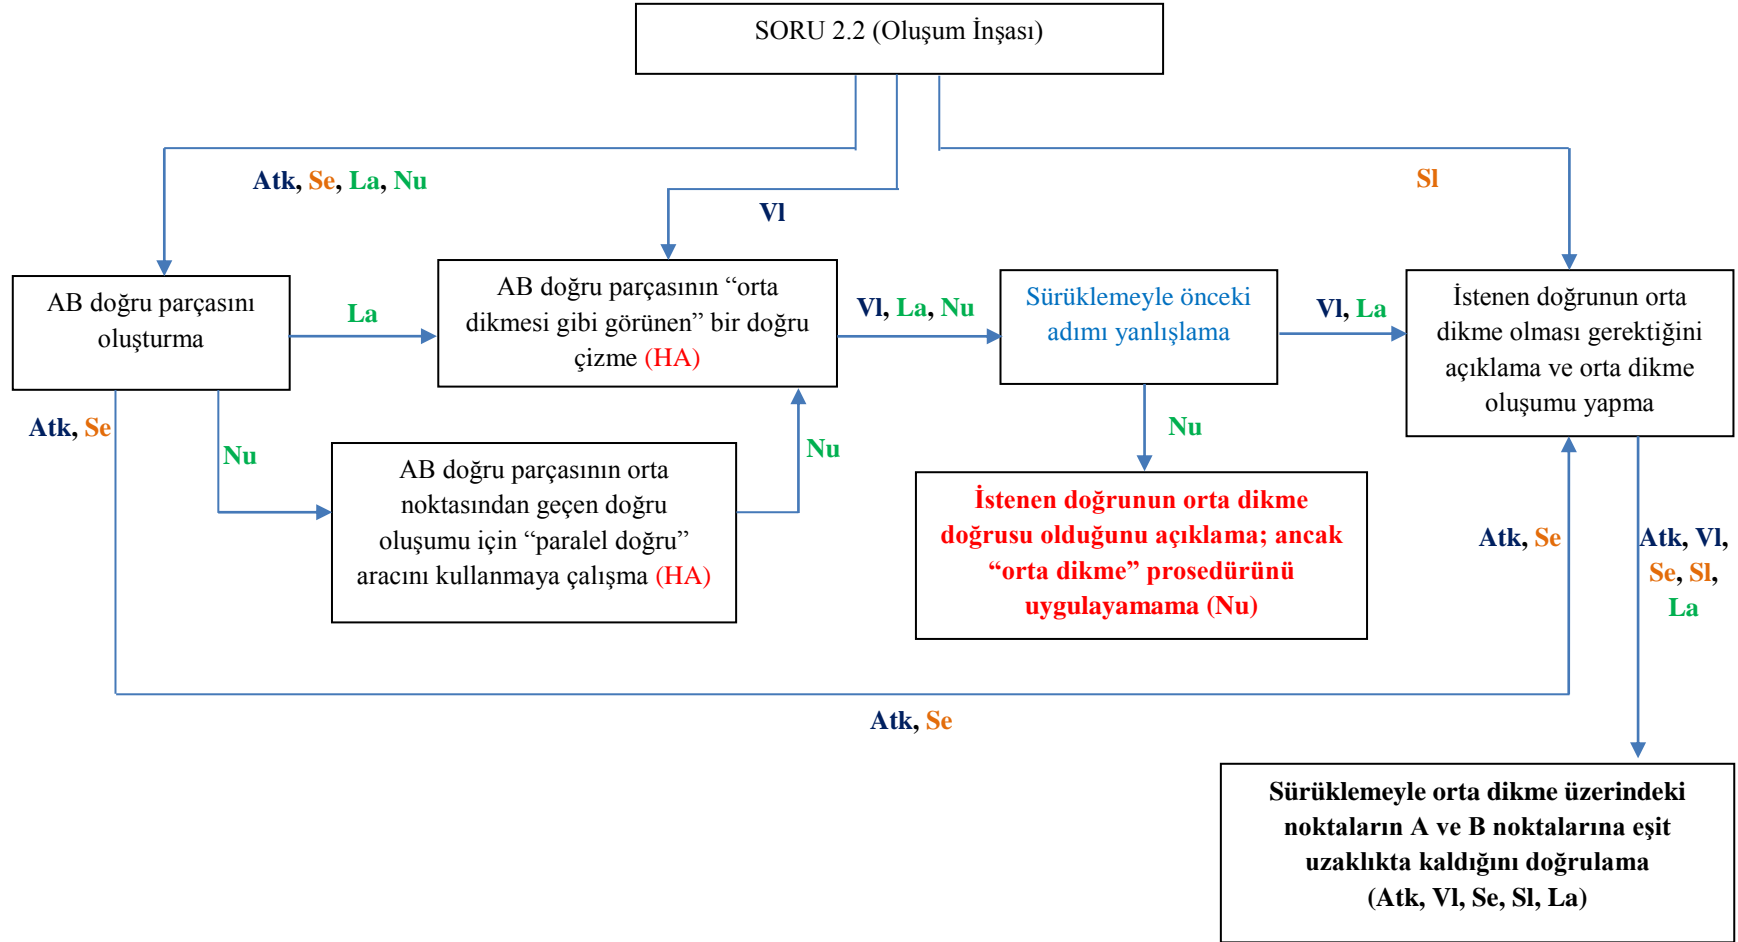 SORU 2.2 (Oluşum İnşası)
Atk, Se, La, Nu
Vl
Sl
AB doğru parçasını
oluşturma
La
AB doğru parçasının “orta
dikmesi gibi görünen” bir doğru
çizme (HA)
Vl, La, Nu
Sürüklemeyle önceki
adımı yanlışlama
Vl, La
İstenen doğrunun orta
dikme olması gerektiğini
açıklama ve orta dikme
oluşumu yapma
Atk, Se
Nu
AB doğru parçasının orta
noktasından geçen doğru
oluşumu için “paralel doğru”
aracını kullanmaya çalışma (HA)
Nu
Nu
İstenen doğrunun orta dikme
doğrusu olduğunu açıklama; ancak
“orta dikme” prosedürünü
uygulayamama (Nu)
Atk, Se
Atk, Vl,
Se, Sl,
La
Atk, Se
Sürüklemeyle orta dikme üzerindeki
noktaların A ve B noktalarına eşit
uzaklıkta kaldığını doğrulama
(Atk, Vl, Se, Sl, La)